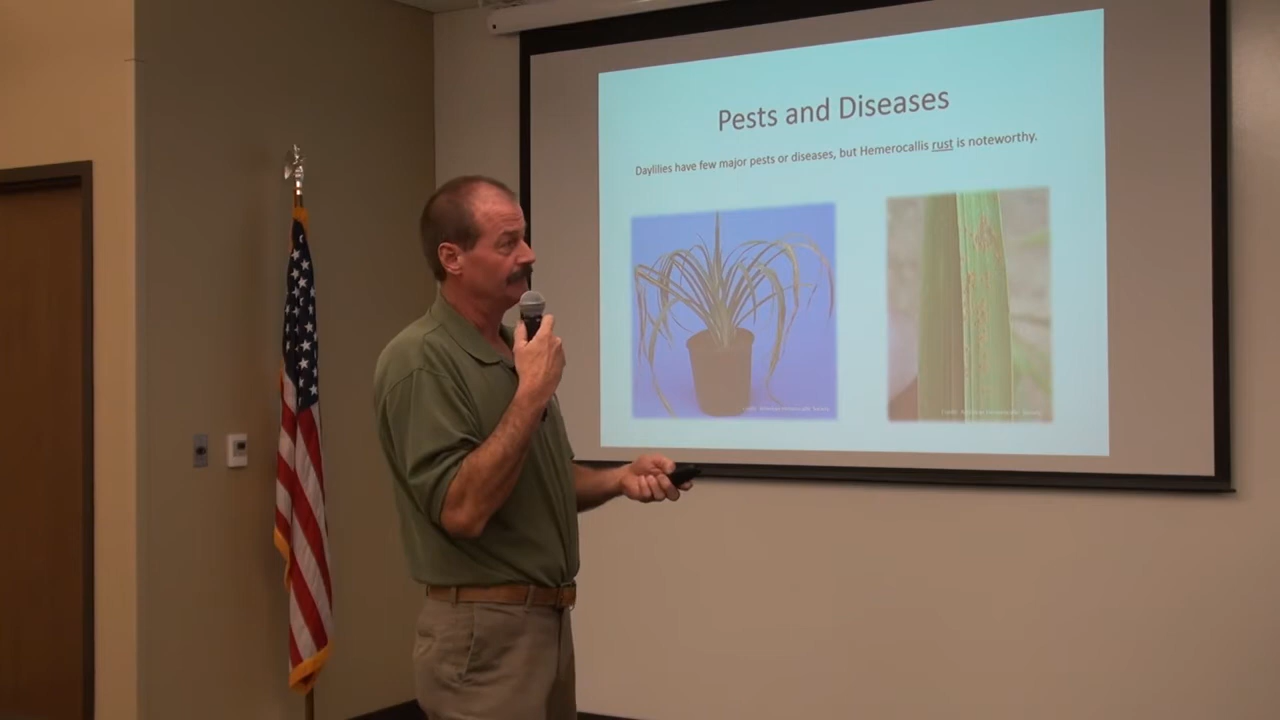 Pests and Diseases
Daylilies have few major pests or diseases, but Hemerocallis rust is noteworthy.